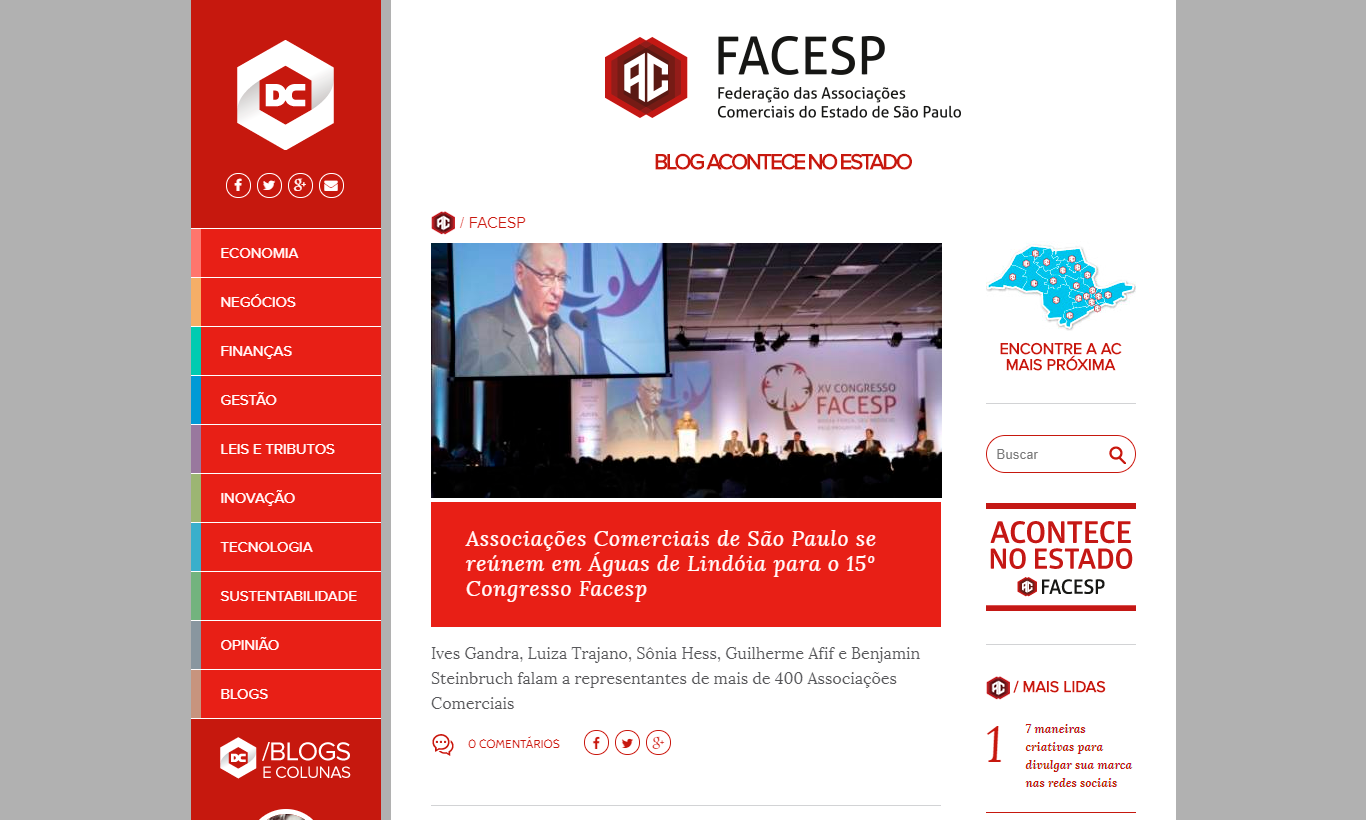 DC
ECONOMIA
NEGÓCIOS
FINANÇAS
GESTÃO
LEIS E TRIBUTOS
INOVAÇÃO
TECNOLOGIA
SUSTENTABILIDADE
OPINIÃO
BLOGS
DC /BLOGS
E COLUNAS
AC FACESP
Federação das Associações
Comerciais do Estado de São Paulo
BLOG ACONTECE NO ESTADO
AC / FACESP
XV CONGRESSO
FACESP
Associações Comerciais de São Paulo se
reúnem em Águas de Lindóia para o 15º
Congresso Facesp
Ives Gandra, Luiza Trajano, Sônia Hess, Guilherme Afif e Benjamin
Steinbruch falam a representantes de mais de 400 Associações
Comerciais
0 COMENTÁRIOS
ENCONTRE A AC
MAIS PRÓXIMA
Buscar
ACONTECE
NO ESTADO
AC FACESP
AC / MAIS LIDAS
1
7 maneiras
criativas para
divulgar sua marca
nas redes sociais